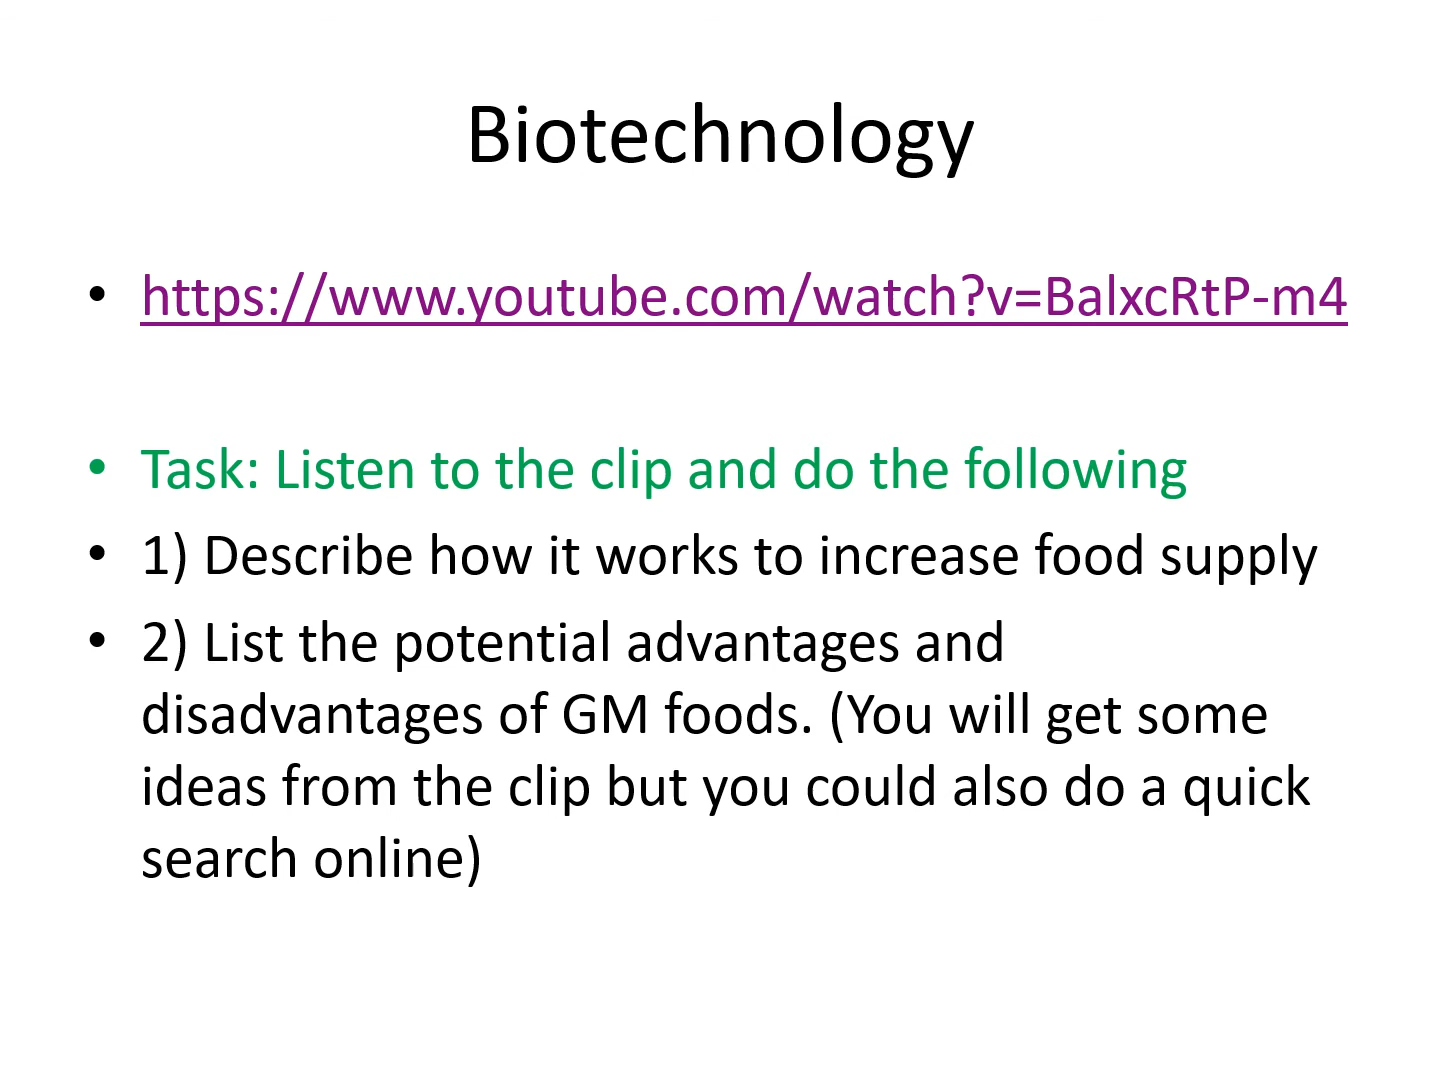 Biotechnology
• https://www.youtube.com/watch?v=BalxcRtP-m4
• Task: Listen to the clip and do the following
• 1) Describe how it works to increase food supply
• 2) List the potential advantages and
disadvantages of GM foods. (You will get some
ideas from the clip but you could also do a quick
search online)